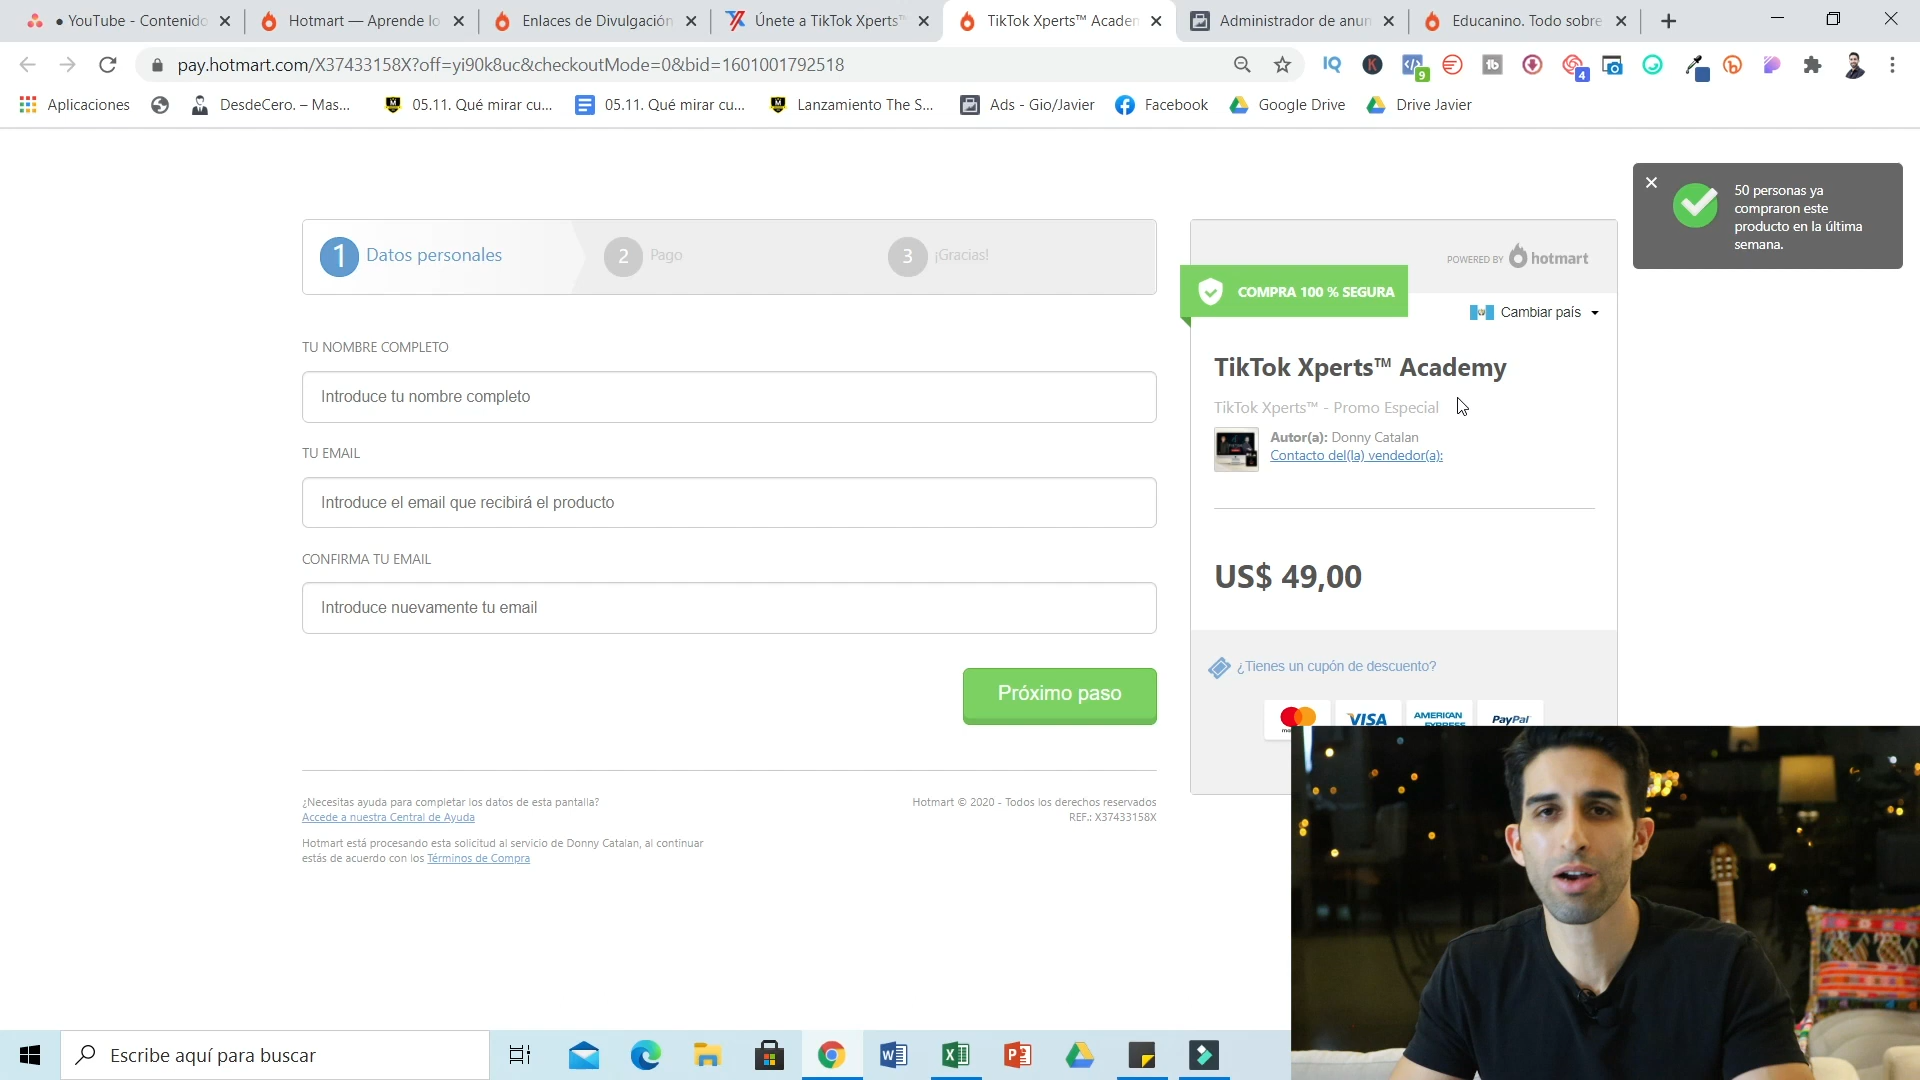 YouTube - Contenido
Hotmart — Aprende lo
Enlaces de Divulgación
Únete a TikTok Xperts™
TikTok Xperts™ Academ
Administrador de anun
Educanino. Todo sobre
pay.hotmart.com/X37433158X?off=yi90k8uc&checkoutMode=0&bid=1601001792518
IQ
K
9
tb
4
Aplicaciones
DesdeCero. – Mas...
05.11. Qué mirar cu...
05.11. Qué mirar cu...
Lanzamiento The S...
Ads - Gio/Javier
Facebook
Google Drive
Drive Javier
50 personas ya
compraron este
producto en la última
semana.
1 Datos personales
2 Pago
3 ¡Gracias!
POWERED BY hotmart
COMPRA 100 % SEGURA
Cambiar país
TU NOMBRE COMPLETO
Introduce tu nombre completo
TU EMAIL
Introduce el email que recibirá el producto
CONFIRMA TU EMAIL
Introduce nuevamente tu email
Próximo paso
TikTok Xperts™ Academy
TikTok Xperts™ - Promo Especial
Autor(a): Donny Catalan
Contacto del(la) vendedor(a):
US$ 49,00
¿Tienes un cupón de descuento?
VISA
AMERICAN
EXPRESS
PayPal
¿Necesitas ayuda para completar los datos de esta pantalla?
Accede a nuestra Central de Ayuda
Hotmart © 2020 - Todos los derechos reservados
REF.: X37433158X
Hotmart está procesando esta solicitud al servicio de Donny Catalan, al continuar
estás de acuerdo con los Términos de Compra
Escribe aquí para buscar